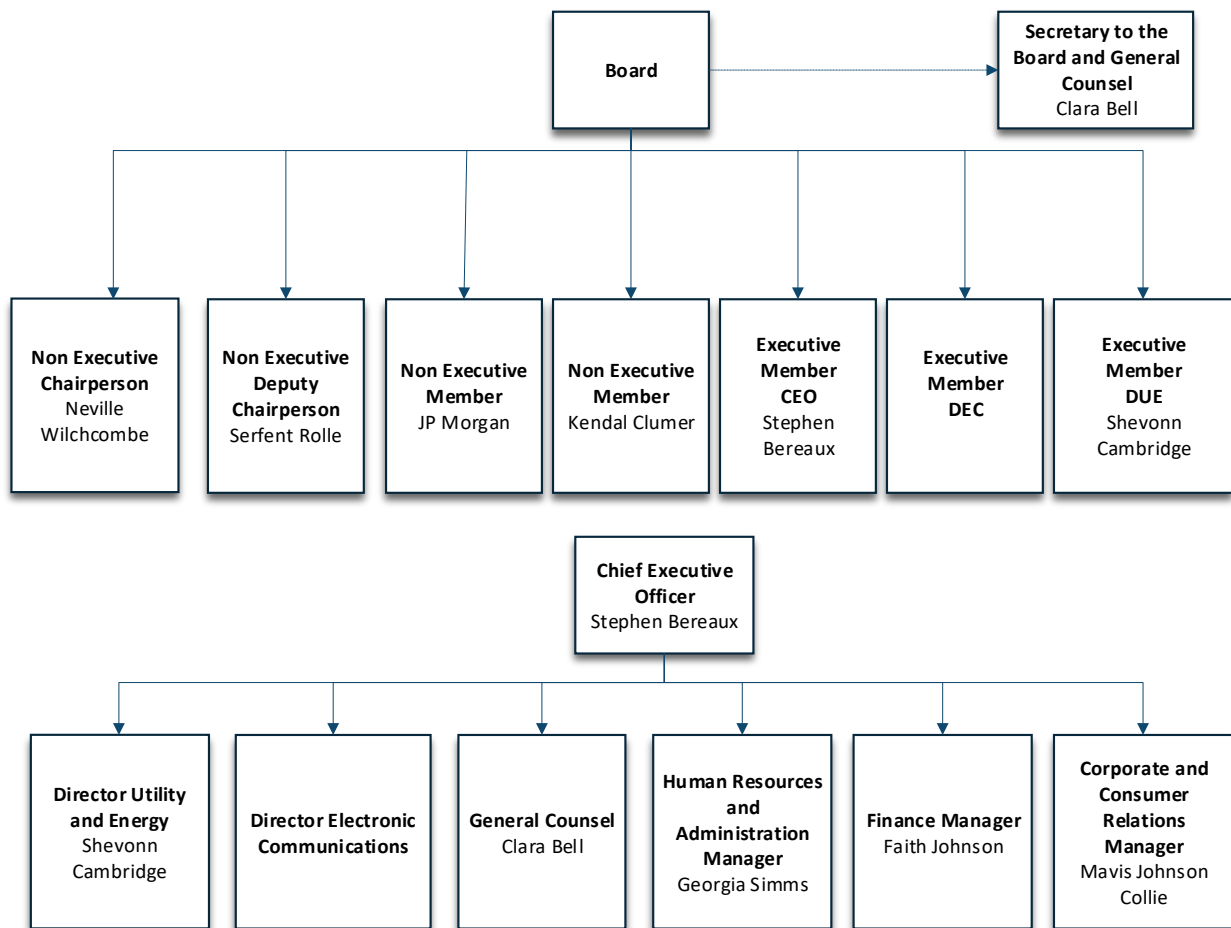 Board
Secretary to the
Board and General
Counsel
Clara Bell
Non Executive
Chairperson
Neville
Wilchcombe
Non Executive
Deputy
Chairperson
Serfent Rolle
Non Executive
Member
JP Morgan
Non Executive
Member
Kendal Clumer
Executive
Member
CEO
Stephen
Bereaux
Executive
Member
DEC
Executive
Member
DUE
Shevonn
Cambridge
Chief Executive
Officer
Stephen Bereaux
Director Utility
and Energy
Shevonn
Cambridge
Director Electronic
Communications
General Counsel
Clara Bell
Human Resources
and
Administration
Manager
Georgia Simms
Finance Manager
Faith Johnson
Corporate and
Consumer
Relations
Manager
Mavis Johnson
Collie